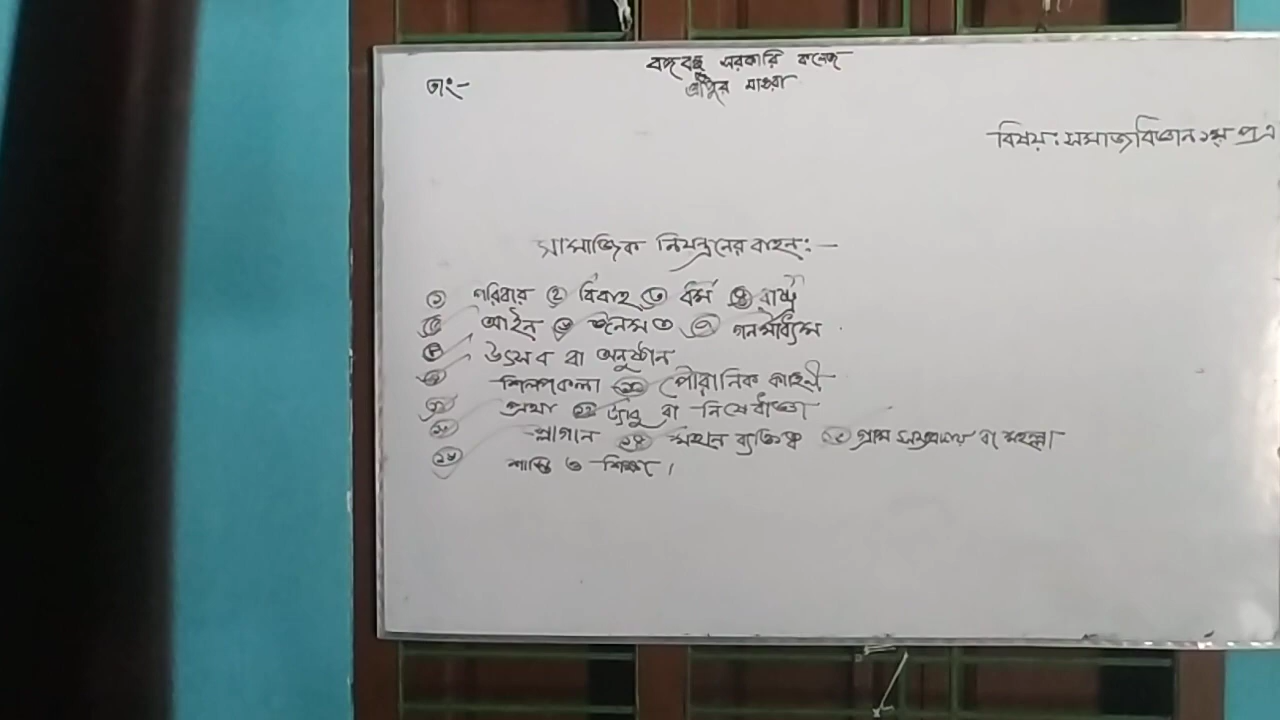 বঙ্গবন্ধু সরকারি কলেজ
শ্রীপুর মাগুরা
তাং:-
বিষয়: সমাজবিজ্ঞান ১ম পত্র
সামাজিক নিয়ন্ত্রনের বাহন:-
১ পরিবার ২ বিবাহ ৩ ধর্ম ৪ রাষ্ট্র
৫ আইন ৬ জনমত ৭ গনমাধ্যম
৮ উৎসব বা অনুষ্ঠান
৯ শিল্পকলা ১০ পৌরানিক কাহিনী
১১ প্রথা ১২ ট্যাবু বা নিষেধাজ্ঞা
১৩ স্লোগান ১৪ মহান ব্যক্তিত্ব ১৫ গ্রাম সম্প্রদায় বা মহল্লা
১৬ শাস্তি ও শিক্ষা।